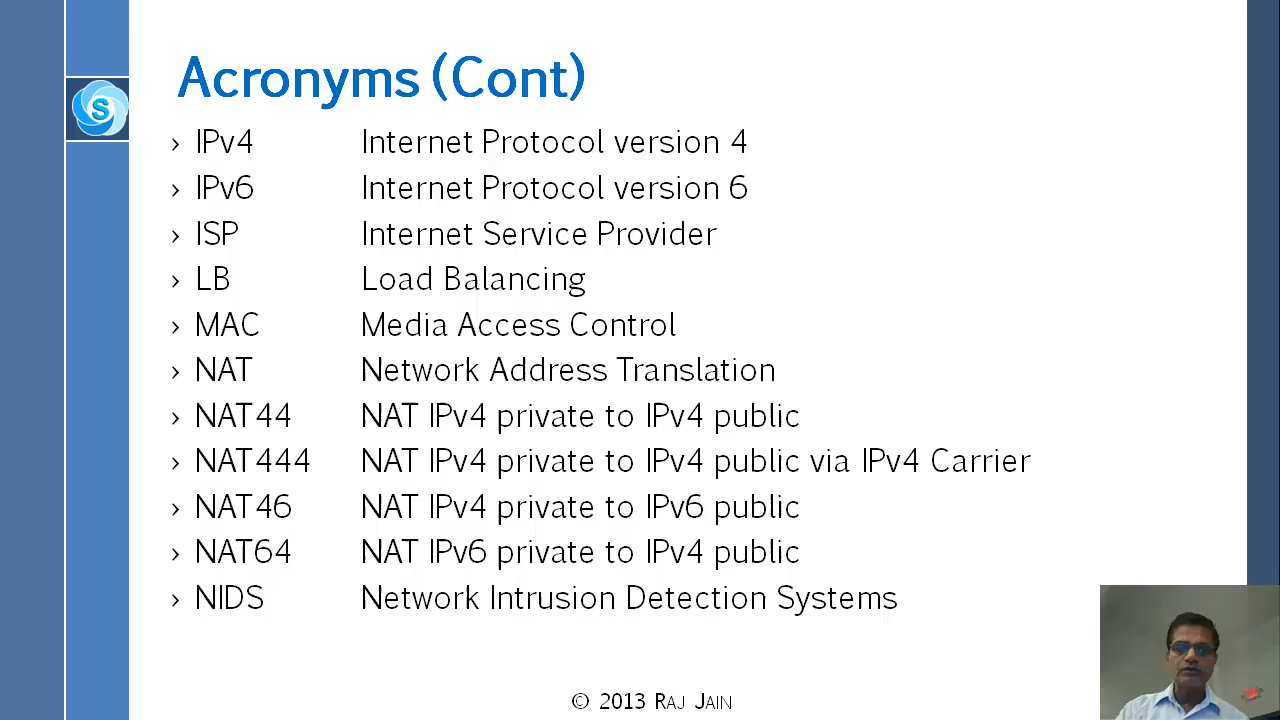 Acronyms (Cont)
S
› IPv4 Internet Protocol version 4
› IPv6 Internet Protocol version 6
› ISP Internet Service Provider
› LB Load Balancing
› MAC Media Access Control
› NAT Network Address Translation
› NAT44 NAT IPv4 private to IPv4 public
› NAT444 NAT IPv4 private to IPv4 public via IPv4 Carrier
› NAT46 NAT IPv4 private to IPv6 public
› NAT64 NAT IPv6 private to IPv4 public
› NIDS Network Intrusion Detection Systems
© 2013 RAJ JAIN